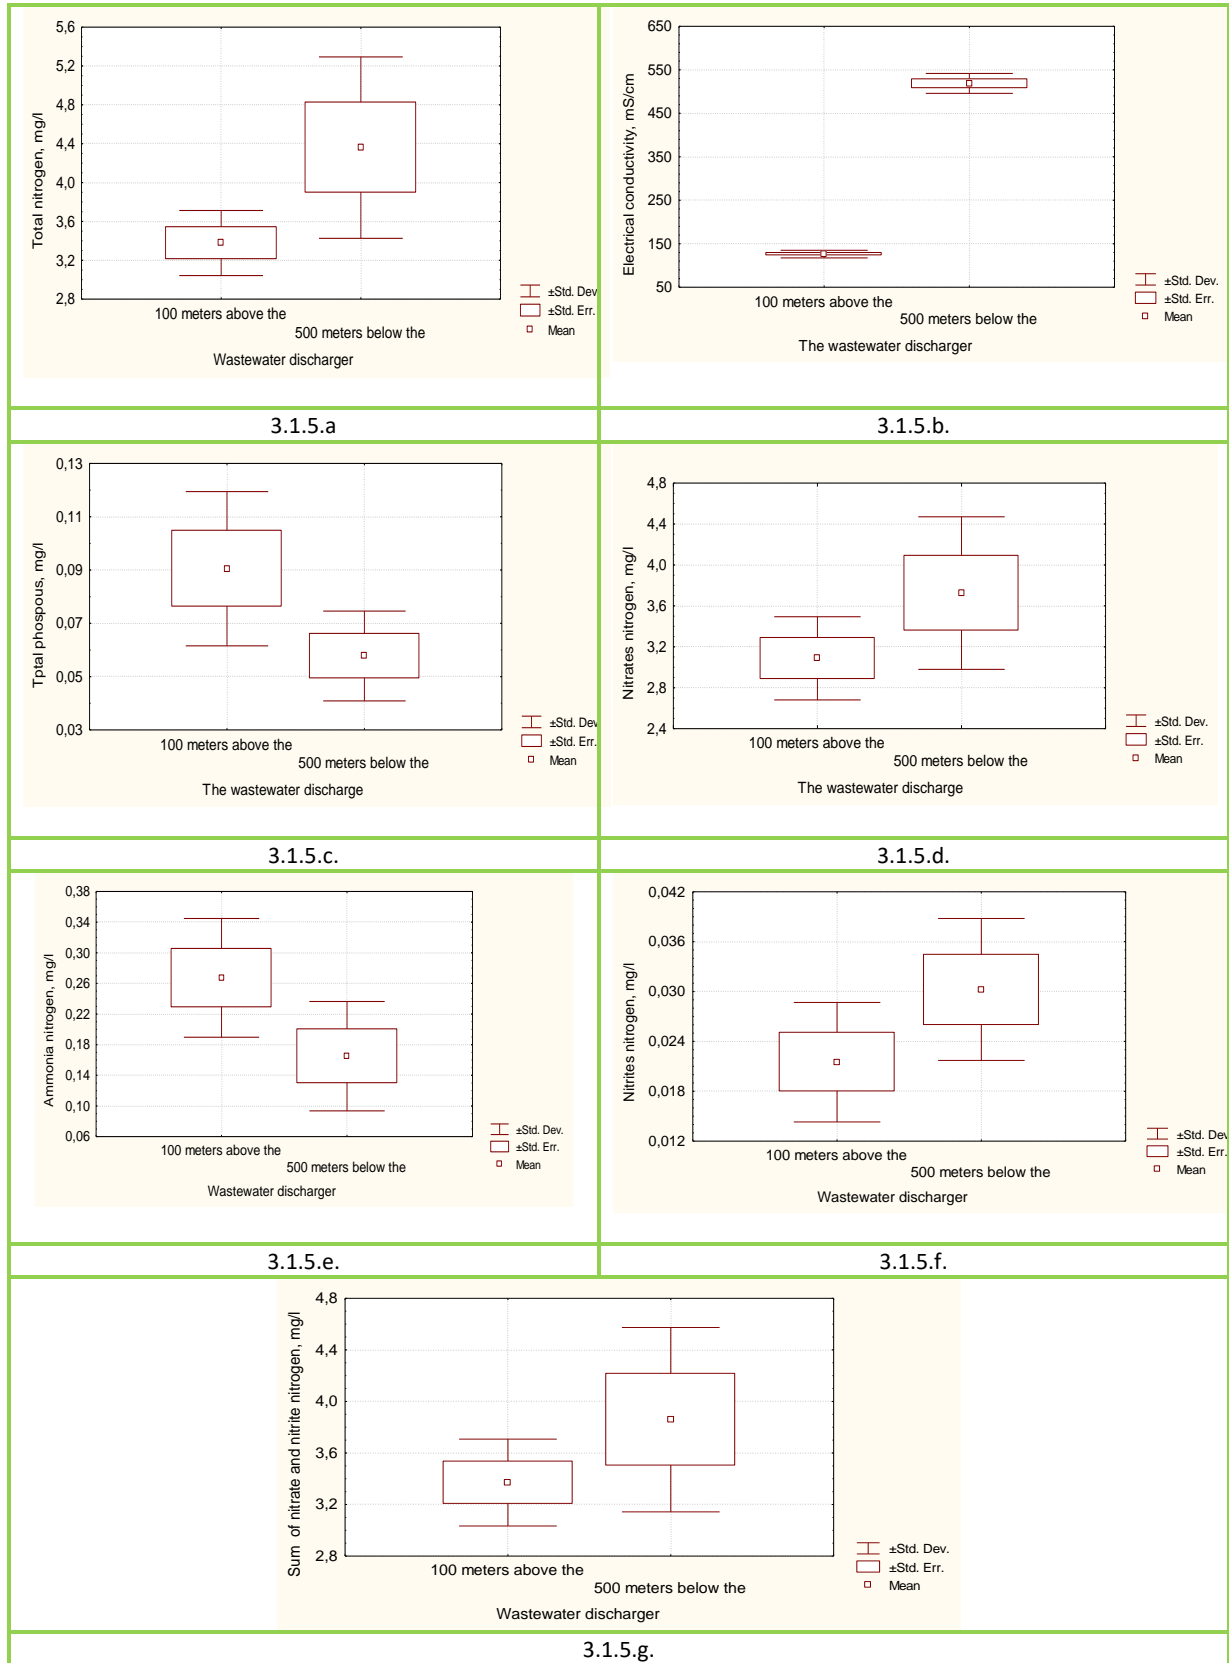 5,6
5,2
4,8
4,4
4,0
3,6
3,2
2,8
Total nitrogen, mg/l
100 meters above the
500 meters below the
Wastewater discharger
±Std. Dev
±Std. Err.
Mean
650
550
450
350
250
150
50
Electrical conductivity, mS/cm
100 meters above the
500 meters below the
The wastewater discharger
±Std. Dev.
±Std. Err.
Mean
3.1.5.a
3.1.5.b.
0,13
0,11
0,09
0,07
0,05
0,03
Tptal phospous, mg/l
100 meters above the
500 meters below the
The wastewater discharge
±Std. Dev
±Std. Err.
Mean
4,8
4,4
4,0
3,6
3,2
2,8
2,4
Nitrates nitrogen, mg/l
100 meters above the
500 meters below the
The wastewater discharge
±Std. Dev.
±Std. Err.
Mean
3.1.5.c.
3.1.5.d.
0,38
0,34
0,30
0,26
0,22
0,18
0,14
0,10
0,06
Ammonia nitrogen, mg/l
100 meters above the
500 meters below the
Wastewater discharger
±Std. Dev.
±Std. Err.
Mean
0,042
0,036
0,030
0,024
0,018
0,012
Nitrites nitrogen, mg/l
100 meters above the
500 meters below the
Wastewater discharger
±Std. Dev
±Std. Err.
Mean
3.1.5.e.
3.1.5.f.
4,8
4,4
4,0
3,6
3,2
2,8
Sum of nitrate and nitrite nitrogen, mg/l
100 meters above the
500 meters below the
Wastewater discharger
±Std. Dev.
±Std. Err.
Mean
3.1.5.g.